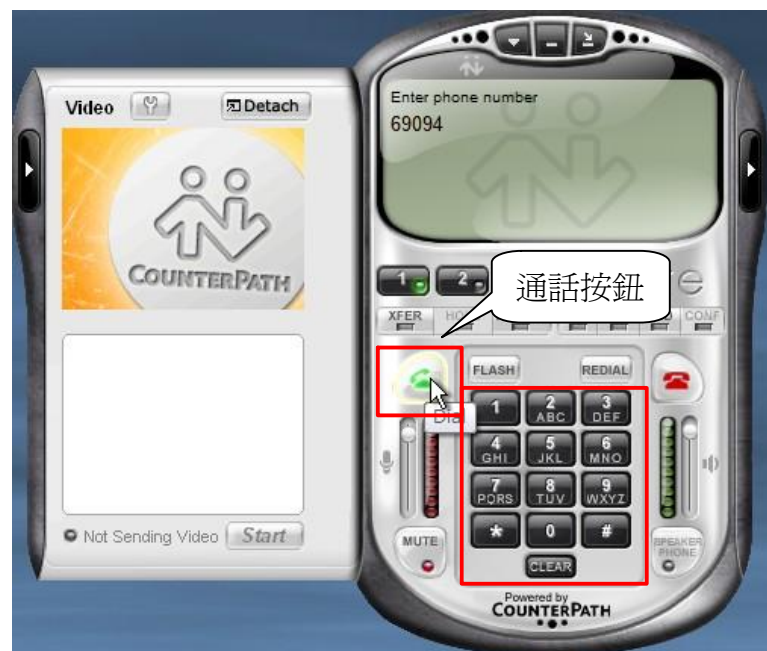 Video
Detach
COUNTERPATH
Not Sending Video
Start
Enter phone number
69094
1
2
通話按鈕
XFER
CONF
FLASH
REDIAL
Dial
1
2
ABC
3
DEF
4
GHI
5
JKL
6
MNO
7
PQRS
8
TUV
9
WXYZ
*
0
#
CLEAR
MUTE
SPEAKER
PHONE
Powered by
COUNTERPATH